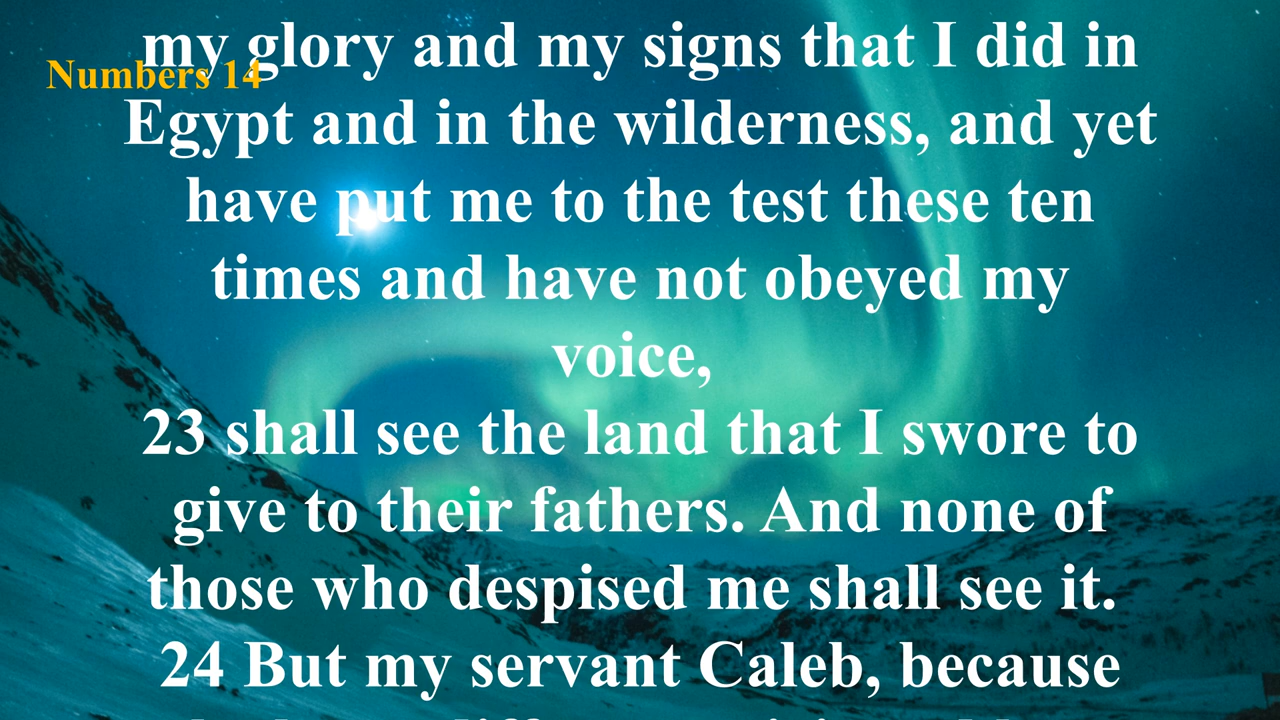 my glory and my signs that I did in
Numbers 14
Egypt and in the wilderness, and yet
have put me to the test these ten
times and have not obeyed my
voice,
23 shall see the land that I swore to
give to their fathers. And none of
those who despised me shall see it.
24 But my servant Caleb, because